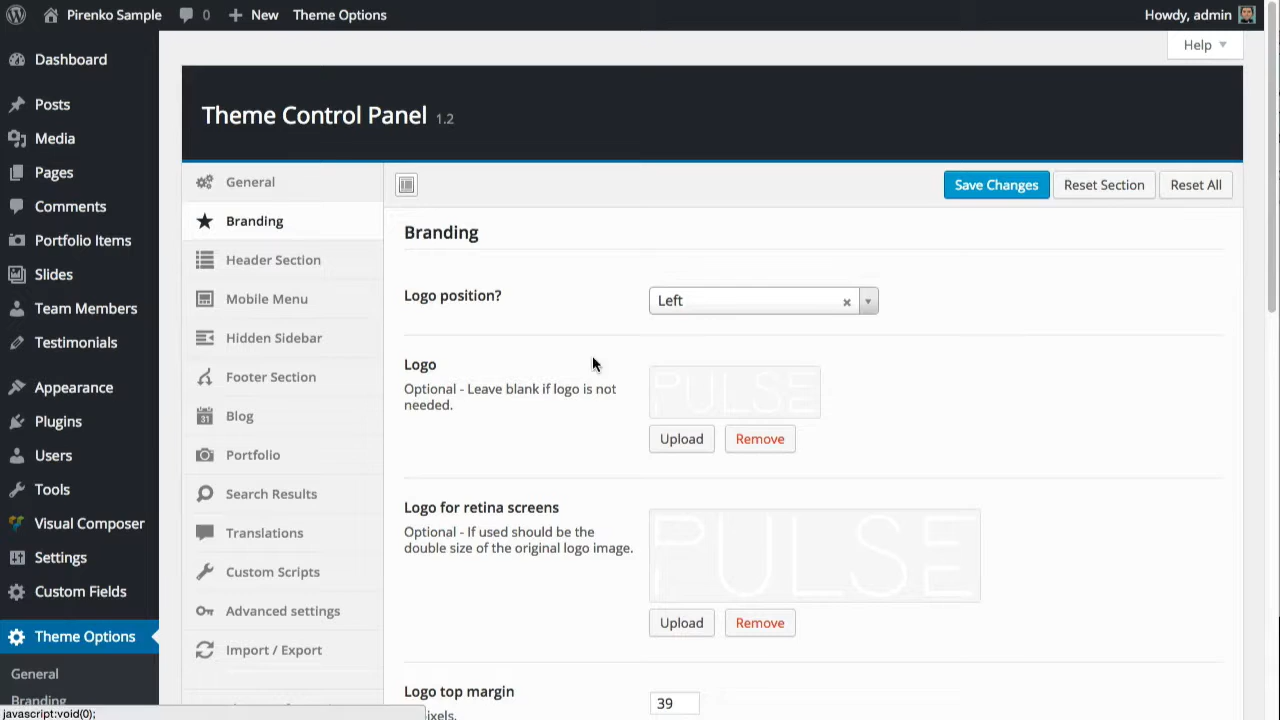 Pirenko Sample
0
New
Theme Options
Howdy, admin
Help
Dashboard
Posts
Media
Pages
Comments
Portfolio Items
Slides
Team Members
Testimonials
Appearance
Plugins
Users
Tools
Visual Composer
Settings
Custom Fields
Theme Options
General
Branding
javascript:void(0);
Theme Control Panel 1.2
General
Branding
Header Section
Mobile Menu
Hidden Sidebar
Footer Section
31
Blog
Portfolio
Search Results
Translations
Custom Scripts
Advanced settings
Import / Export
Save Changes
Reset Section
Reset All
Branding
Logo position?
Left
Logo
Optional - Leave blank if logo is not
needed.
PULSE
Upload
Remove
Logo for retina screens
Optional - If used should be the
double size of the original logo image.
PULSE
Upload
Remove
Logo top margin
39